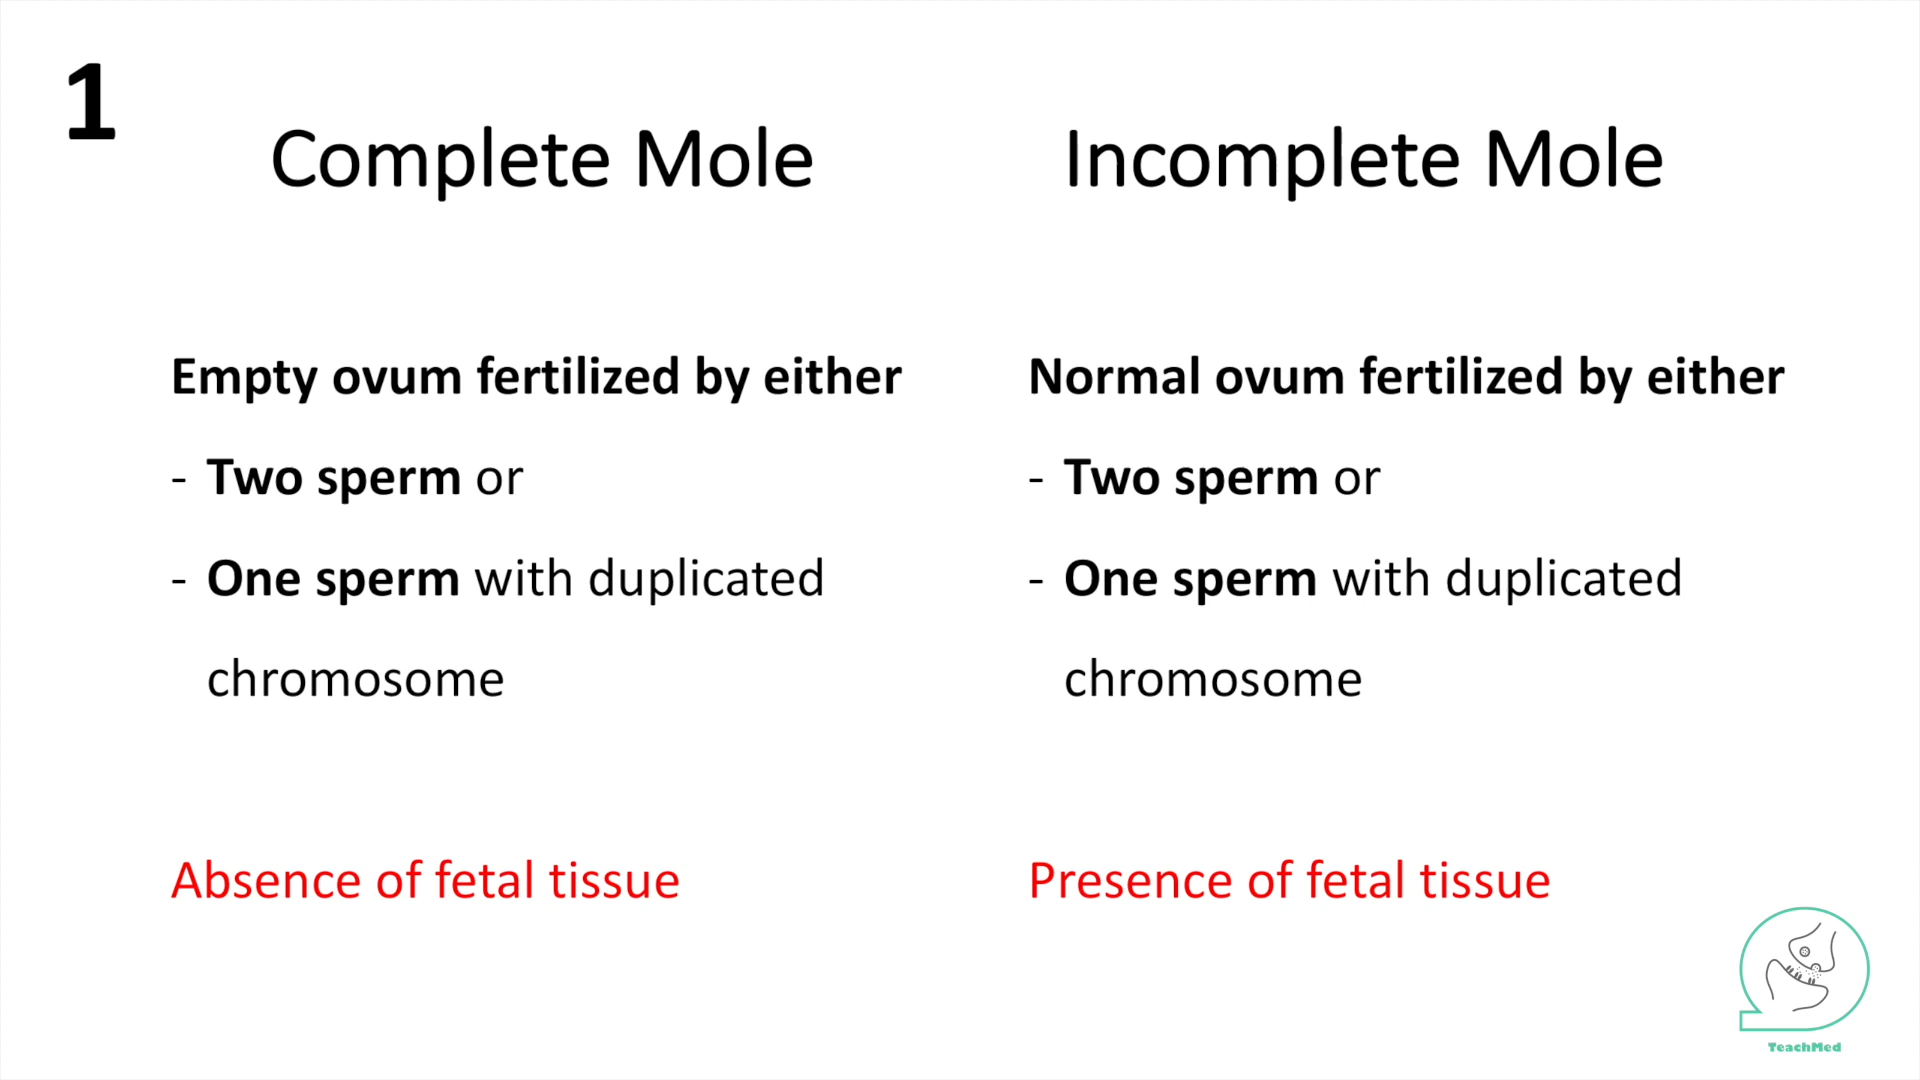 1
Complete Mole
Empty ovum fertilized by either
- Two sperm or
- One sperm with duplicated
chromosome
Absence of fetal tissue
Incomplete Mole
Normal ovum fertilized by either
- Two sperm or
- One sperm with duplicated
chromosome
Presence of fetal tissue
TeachMed